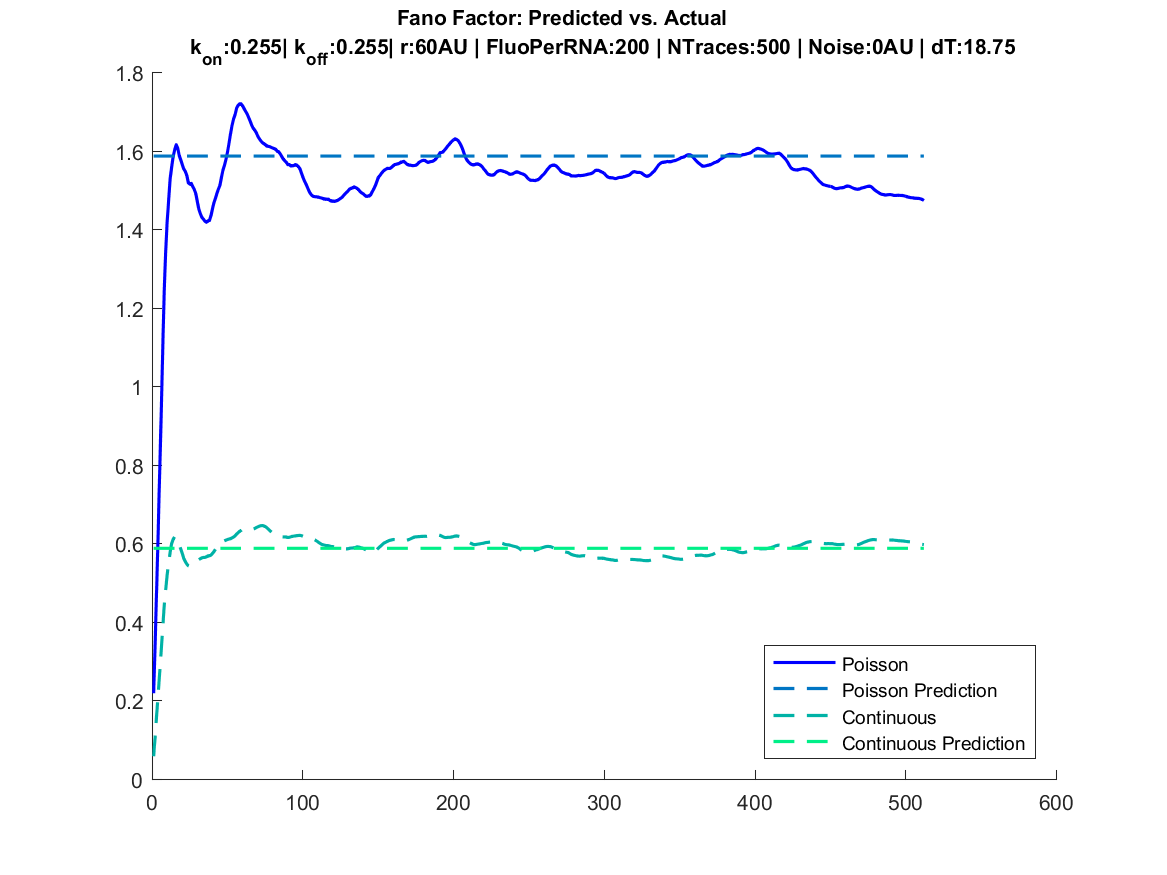 Fano Factor: Predicted vs. Actual
kon:0.255| koff:0.255| r:60AU | FluoPerRNA:200 | NTraces:500 | Noise:0AU | dT:18.75
1.8
1.6
1.4
1.2
1
0.8
0.6
0.4
0.2
0
Poisson
Poisson Prediction
Continuous
Continuous Prediction
0 100 200 300 400 500 600